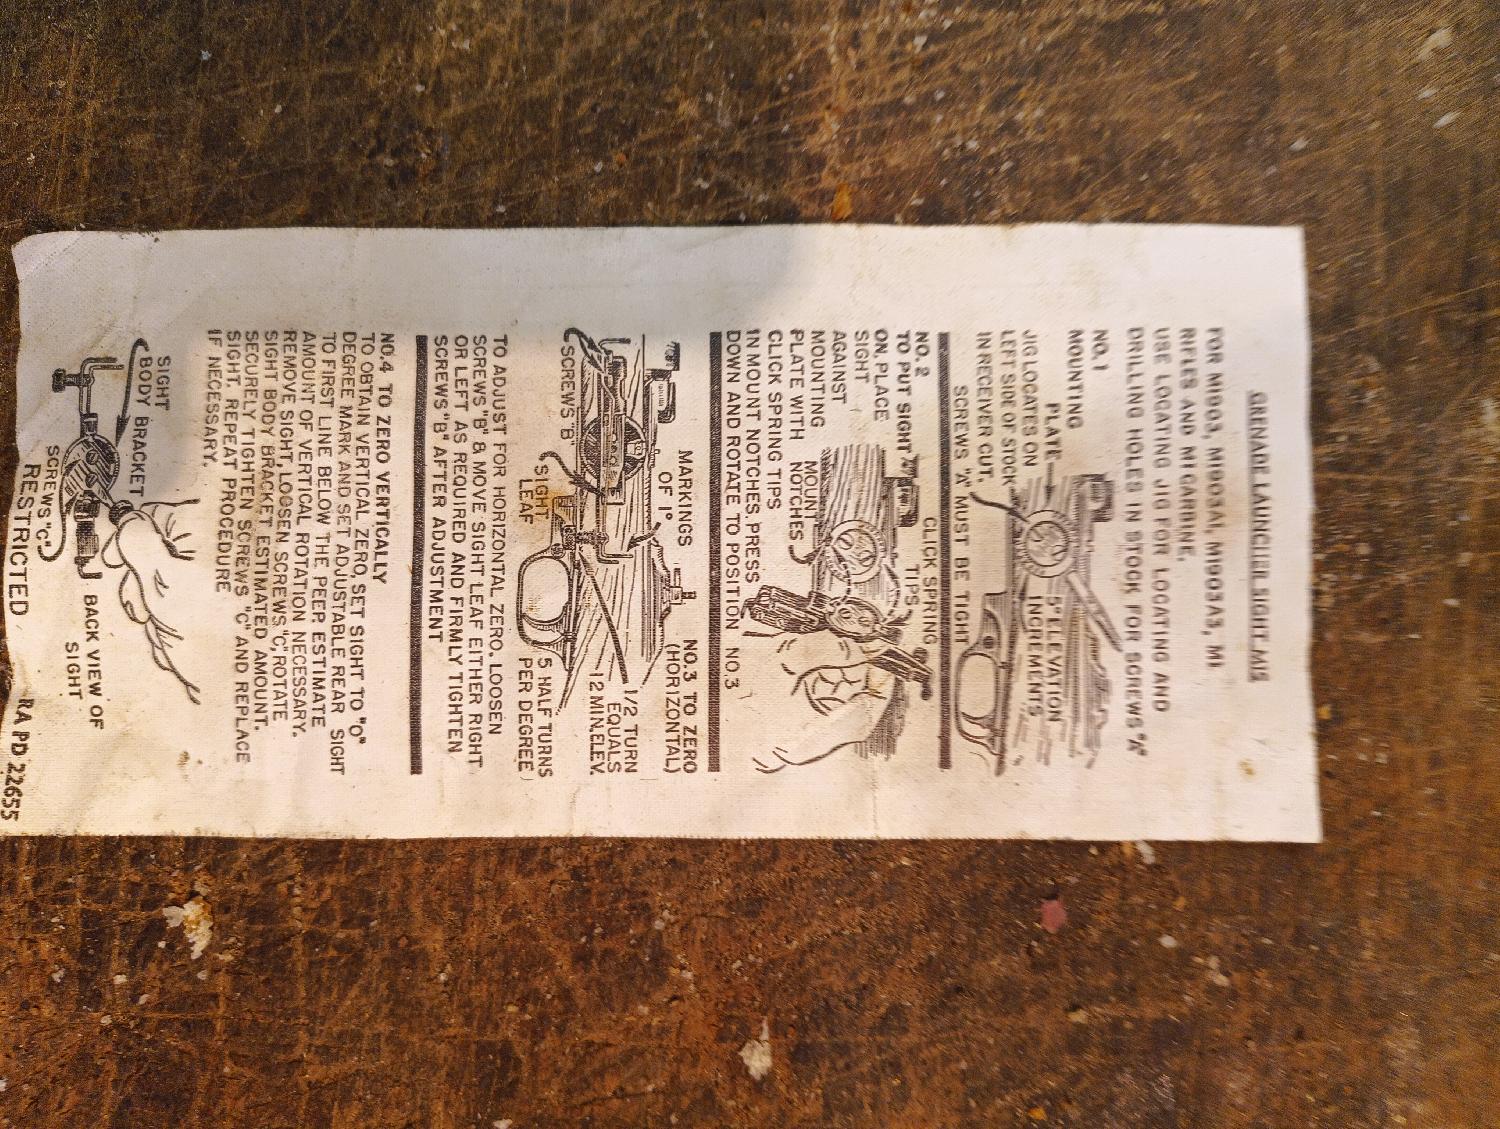 GRENADE LAUNCHER SIGHT, M15
FOR M1903, M1903A1, M1903A3, M1
RIFLES AND M1 CARBINE.
USE LOCATING JIG FOR LOCATING AND
DRILLING HOLES IN STOCK FOR SCREWS "A"
NO. 1
MOUNTING
PLATE
JIG LOCATES ON
LEFT SIDE OF STOCK
IN RECEIVER CUT.
5° ELEVATION
INCREMENTS
SCREWS "A" MUST BE TIGHT
NO. 2
TO PUT SIGHT
ON, PLACE
SIGHT
AGAINST
MOUNTING
PLATE WITH
CLICK SPRING TIPS
IN MOUNT NOTCHES. PRESS
DOWN AND ROTATE TO POSITION NO. 3
CLICK SPRING
TIPS
MOUNT
NOTCHES
NO. 3 TO ZERO
(HORIZONTAL)
MARKINGS
OF 1°
1/2 TURN
EQUALS
12 MIN. ELEV.
SCREWS "B"
SIGHT
LEAF
5 HALF TURNS
PER DEGREE)
TO ADJUST FOR HORIZONTAL ZERO, LOOSEN
SCREWS "B" & MOVE SIGHT LEAF EITHER RIGHT
OR LEFT AS REQUIRED AND FIRMLY TIGHTEN
SCREWS "B" AFTER ADJUSTMENT
NO. 4 TO ZERO VERTICALLY
TO OBTAIN VERTICAL ZERO, SET SIGHT TO "O"
DEGREE MARK AND SET ADJUSTABLE REAR SIGHT
TO FIRST LINE BELOW THE PEEP. ESTIMATE
AMOUNT OF VERTICAL ROTATION NECESSARY.
REMOVE SIGHT, LOOSEN SCREWS "C", ROTATE
SIGHT BODY BRACKET ESTIMATED AMOUNT.
SECURELY TIGHTEN SCREWS "C" AND REPLACE
SIGHT. REPEAT PROCEDURE
IF NECESSARY.
SIGHT
BODY BRACKET
BACK VIEW OF
SIGHT
SCREWS "C"
RESTRICTED
RA PD 22655